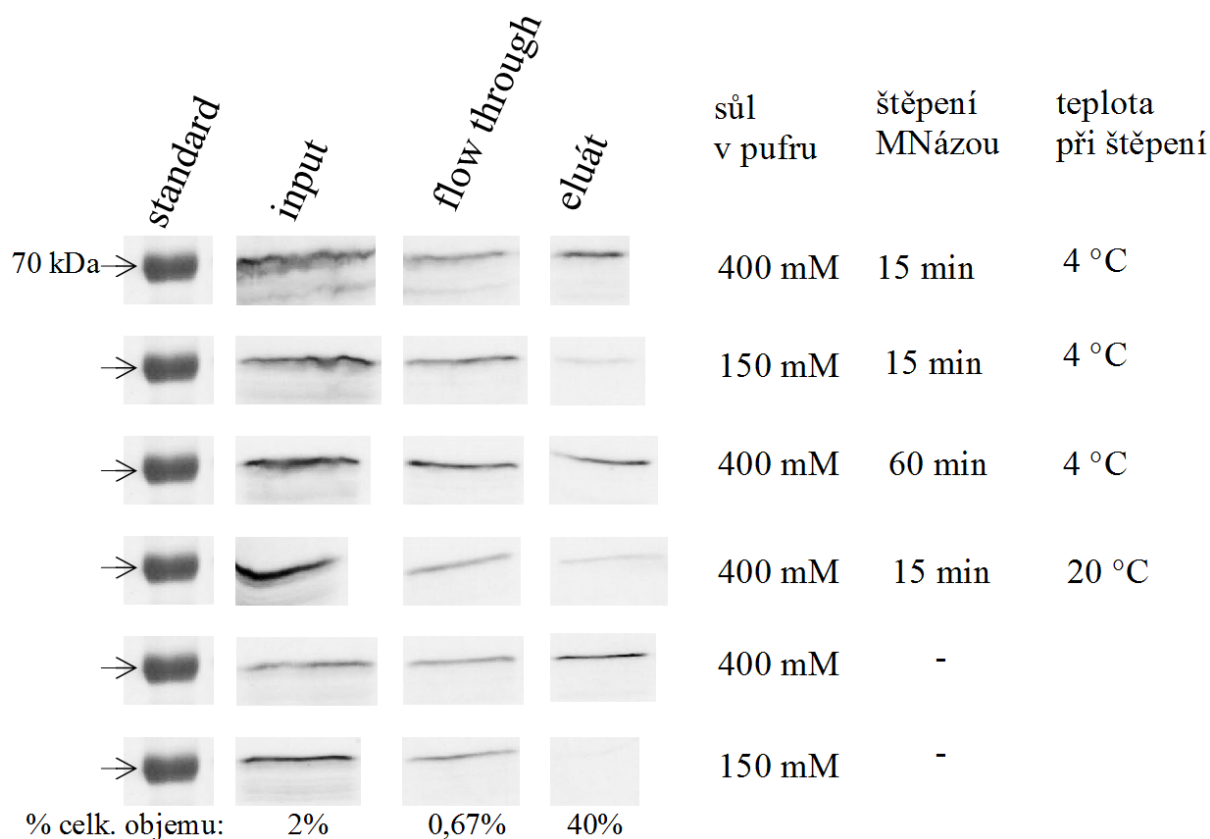 standard
input
flow through
eluát
sůl
v pufru
štěpení
MNázou
teplota
při štěpení
70 kDa
400 mM 15 min 4 °C
150 mM 15 min 4 °C
400 mM 60 min 4 °C
400 mM 15 min 20 °C
400 mM -
150 mM -
% celk. objemu: 2% 0,67% 40%